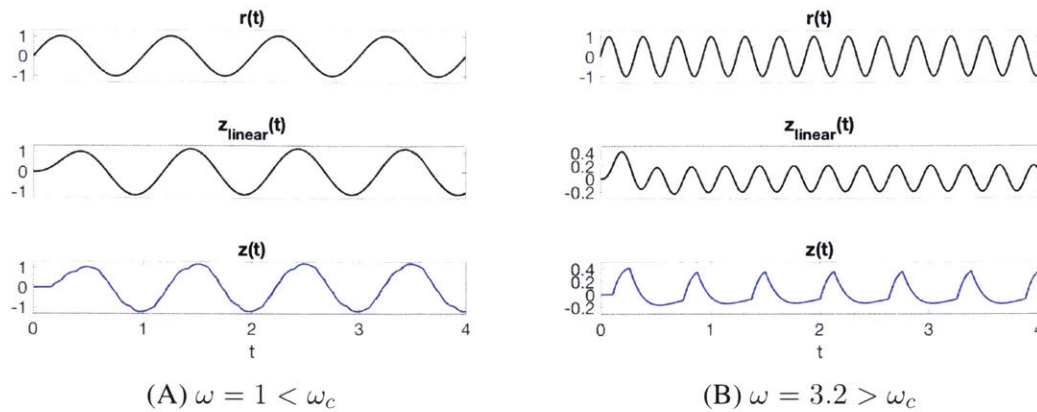 r(t)
1
0
-1
z_linear(t)
1
0
-1
z(t)
1
0
-1
0 1 2 3 4
t
(A) ω = 1 < ω_c
r(t)
1
0
-1
z_linear(t)
0.4
0.2
0
-0.2
z(t)
0.4
0.2
0
-0.2
0 1 2 3 4
t
(B) ω = 3.2 > ω_c